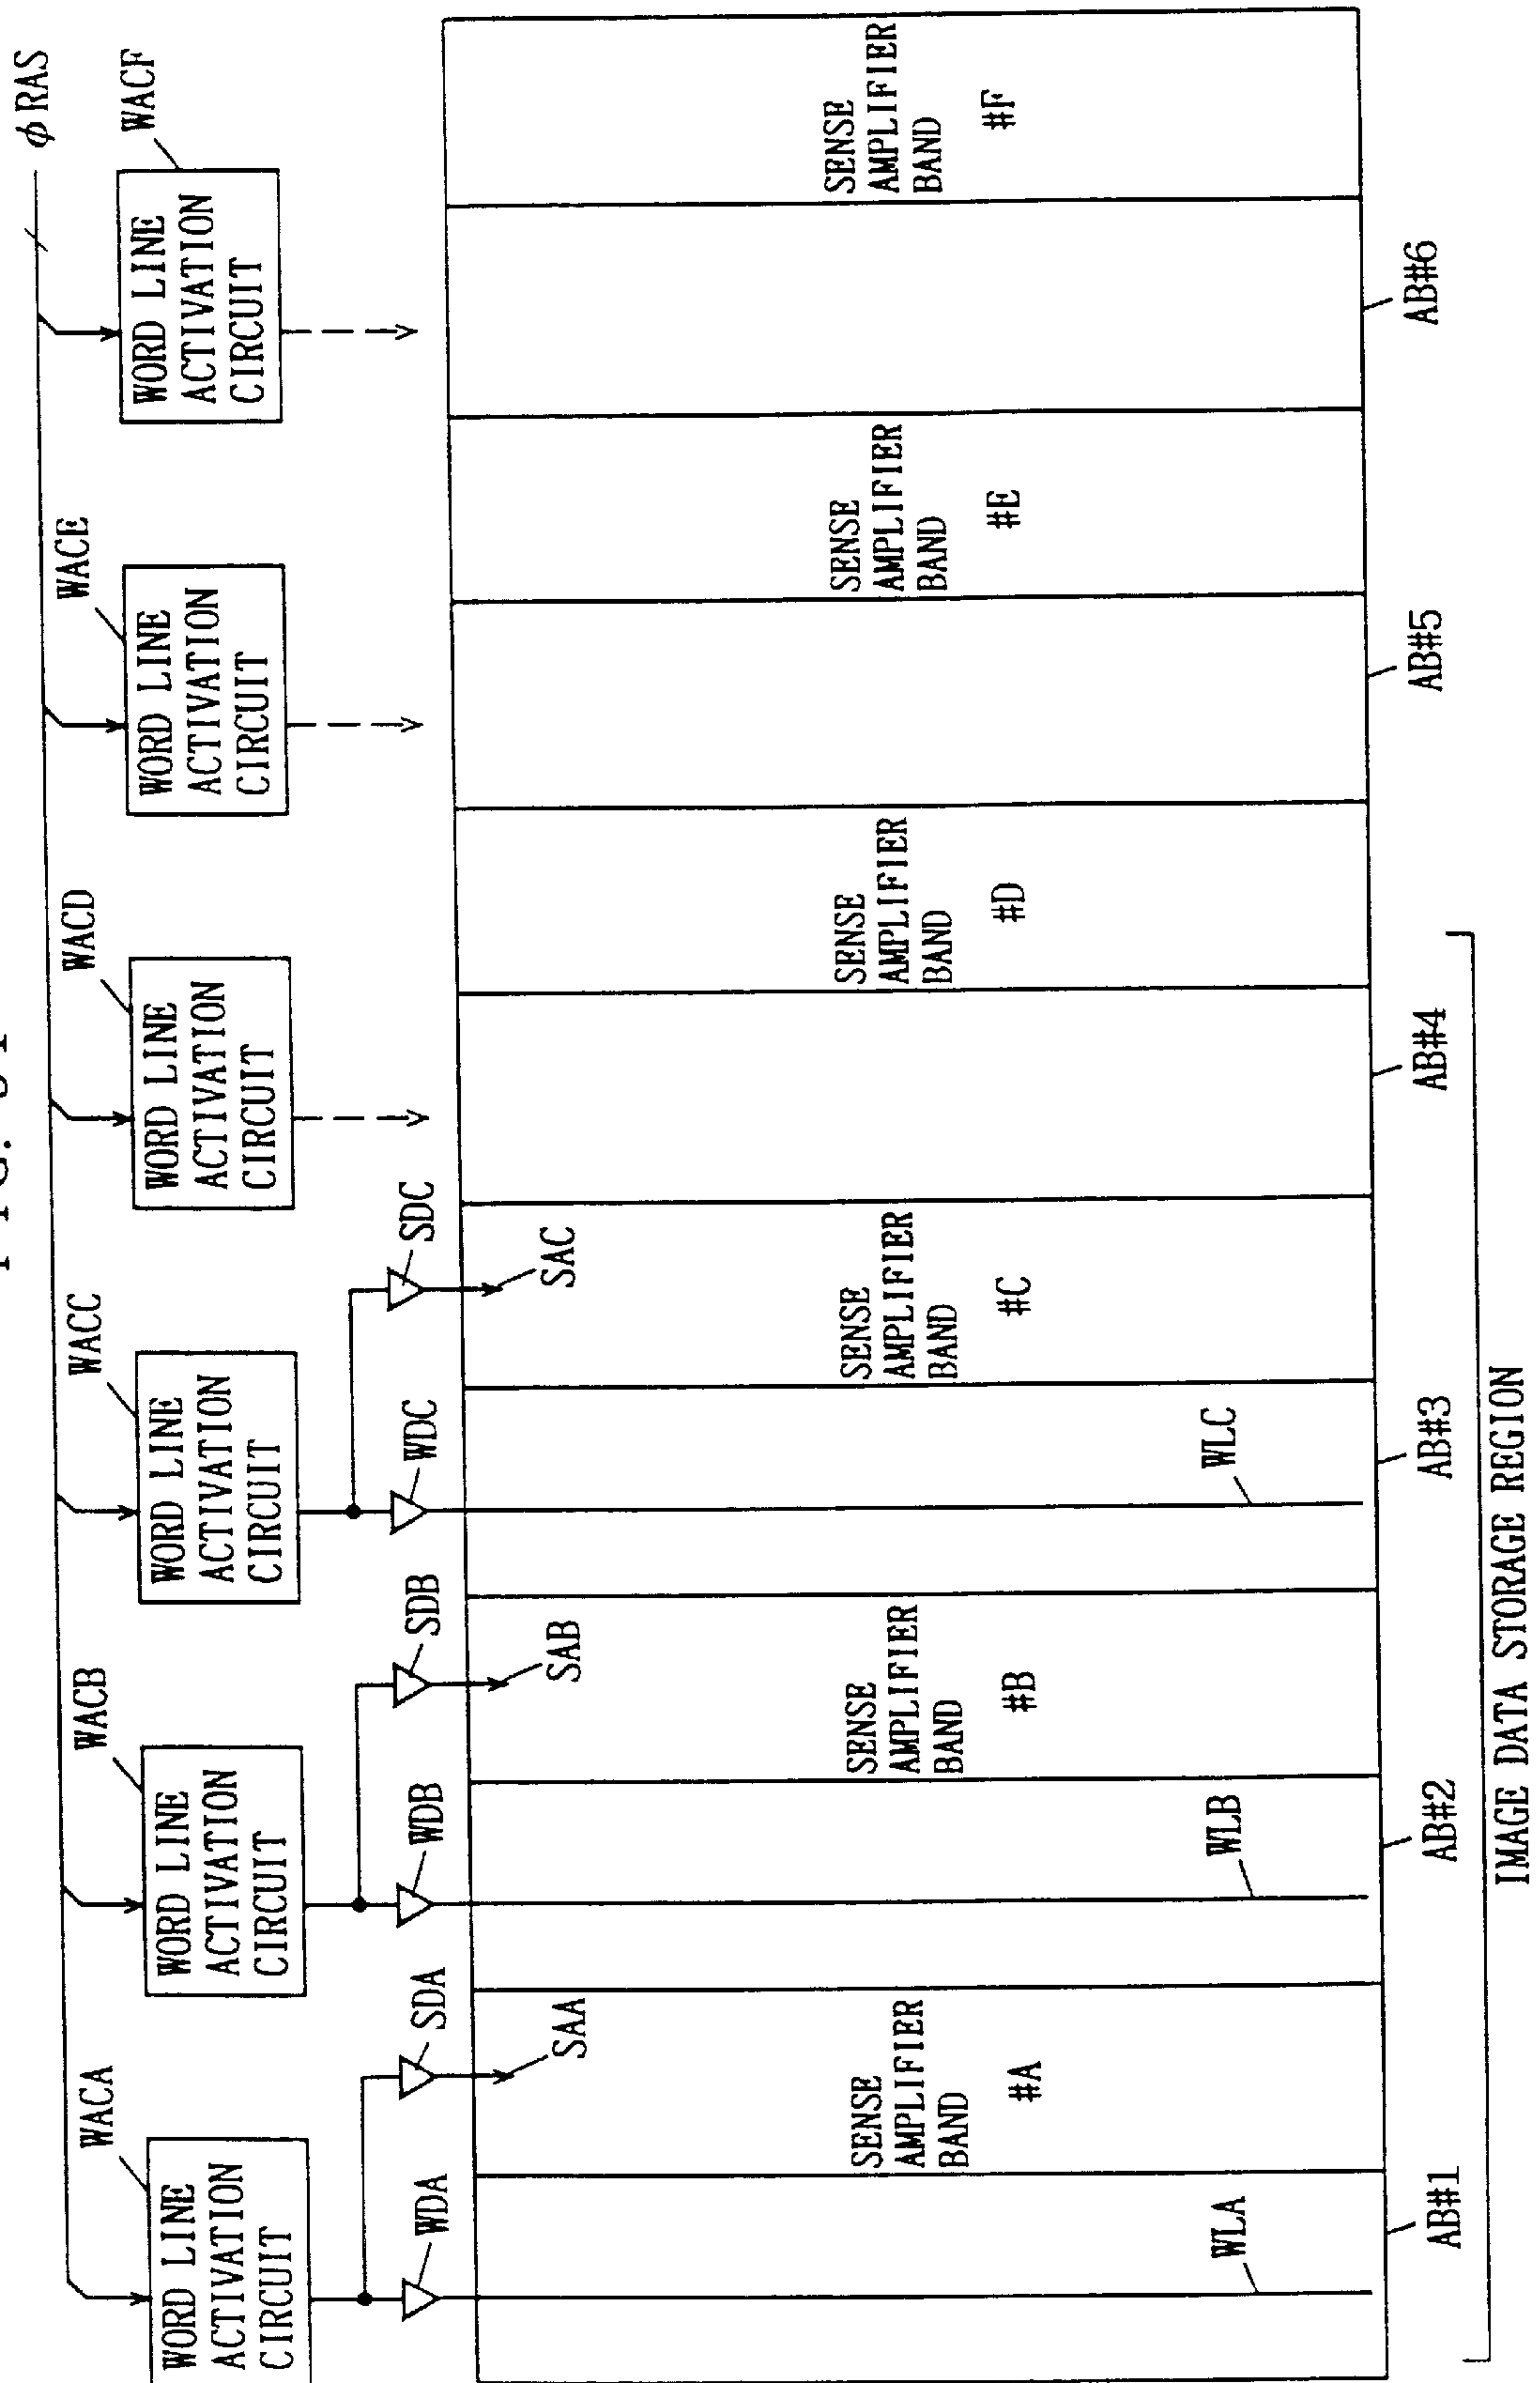 φRAS
WACA
WACB
WACC
WACD
WACE
WACF
WORD LINE
ACTIVATION
CIRCUIT
WORD LINE
ACTIVATION
CIRCUIT
WORD LINE
ACTIVATION
CIRCUIT
WORD LINE
ACTIVATION
CIRCUIT
WORD LINE
ACTIVATION
CIRCUIT
WORD LINE
ACTIVATION
CIRCUIT
WDA
SDA
WDB
SDB
WDC
SDC
SAA
SAB
SAC
SENSE
AMPLIFIER
BAND
#A
SENSE
AMPLIFIER
BAND
#B
SENSE
AMPLIFIER
BAND
#C
SENSE
AMPLIFIER
BAND
#D
SENSE
AMPLIFIER
BAND
#E
SENSE
AMPLIFIER
BAND
#F
WLA
WLB
WLC
AB#1
AB#2
AB#3
AB#4
AB#5
AB#6
IMAGE DATA STORAGE REGION